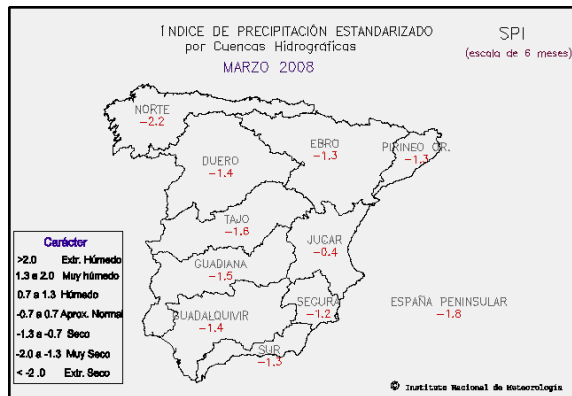 ÍNDICE DE PRECIPITACIÓN ESTANDARIZADO
por Cuencas Hidrográficas
MARZO 2008
SPI
(escala de 6 meses)
NORTE
-2.2
DUERO
-1.4
EBRO
-1.3
PIRINEO OR.
-1.3
TAJO
-1.6
JUCAR
-0.4
GUADIANA
-1.5
GUADALQUIVIR
-1.4
SEGURA
-1.2
SUR
-1.3
ESPAÑA PENINSULAR
-1.8
Carácter
>2.0 Extr. Húmedo
1.3 a 2.0 Muy húmedo
0.7 a 1.3 Húmedo
-0.7 a 0.7 Aprox. Normal
-1.3 a -0.7 Seco
-2.0 a -1.3 Muy Seco
< -2.0 Extr. Seco
© Instituto Nacional de Meteorología